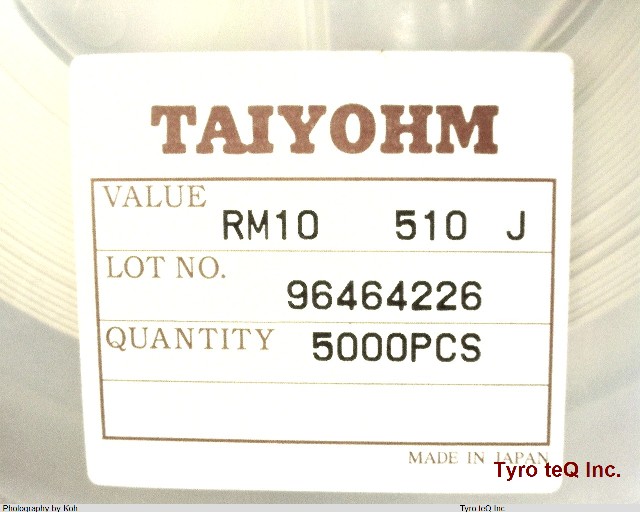 TAIYOHM
VALUE
RM10 510 J
LOT NO.
96464226
QUANTITY 5000PCS
MADE IN JAPAN
Tyro teQ Inc.
Photography by Koh Tyro teQ Inc